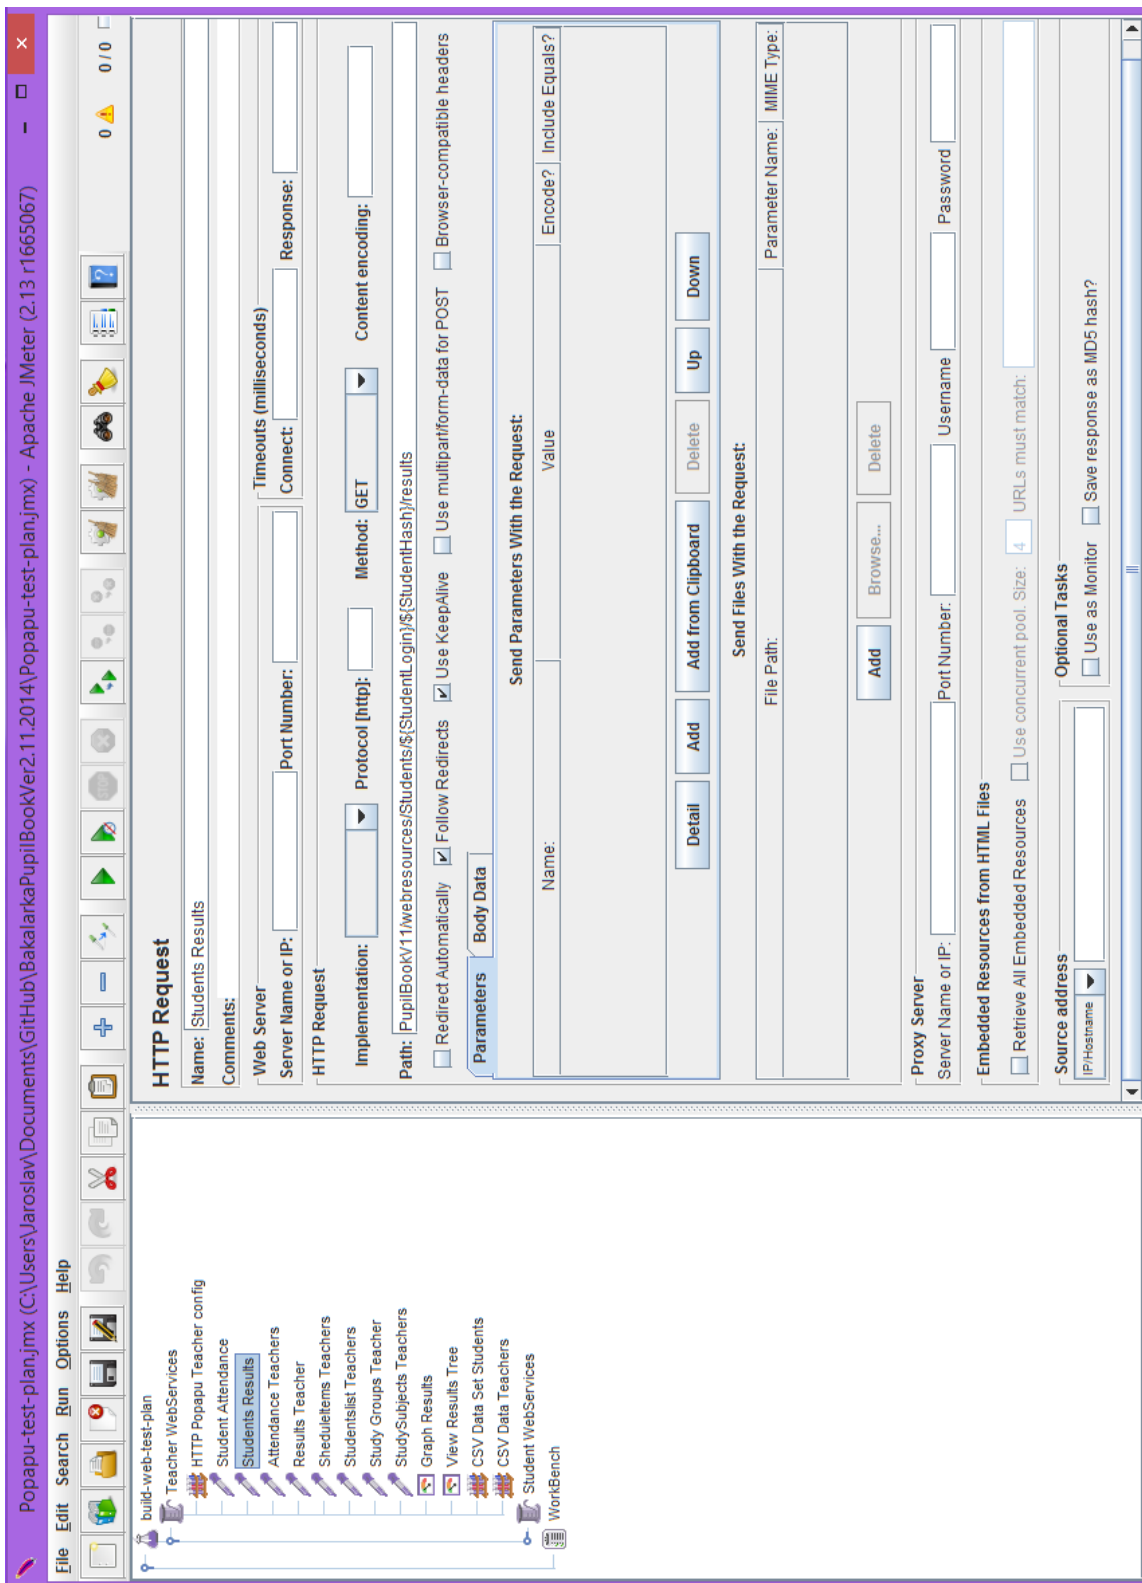 Popapu-test-plan.jmx (C:\Users\Jaroslav\Documents\GitHub\BakalarkaPupilBookVer2.11.2014\Popapu-test-plan.jmx) - Apache JMeter (2.13 r1665067)
File Edit Search Run Options Help
STOP
0 0 / 0
build-web-test-plan
Teacher WebServices
HTTP Popapu Teacher config
Student Attendance
Students Results
Attendance Teachers
Results Teacher
SheduleItems Teachers
Studentslist Teachers
Study Groups Teacher
StudySubjects Teachers
Graph Results
View Results Tree
CSV Data Set Students
CSV Data Teachers
Student WebServices
WorkBench
HTTP Request
Name: Students Results
Comments:
Web Server
Server Name or IP: Port Number:
Timeouts (milliseconds)
Connect: Response:
HTTP Request
Implementation: Protocol [http]: Method: GET Content encoding:
Path: PupilBookV11/webresources/Students/${StudentLogin}/${StudentHash}/results
Redirect Automatically Follow Redirects Use KeepAlive Use multipart/form-data for POST Browser-compatible headers
Parameters Body Data
Send Parameters With the Request:
Name: Value Encode? Include Equals?
Detail Add Add from Clipboard Delete Up Down
Send Files With the Request:
File Path: Parameter Name: MIME Type:
Add Browse... Delete
Proxy Server
Server Name or IP: Port Number: Username Password
Embedded Resources from HTML Files
Retrieve All Embedded Resources Use concurrent pool. Size: 4 URLs must match:
Source address
IP/Hostname
Optional Tasks
Use as Monitor Save response as MD5 hash?